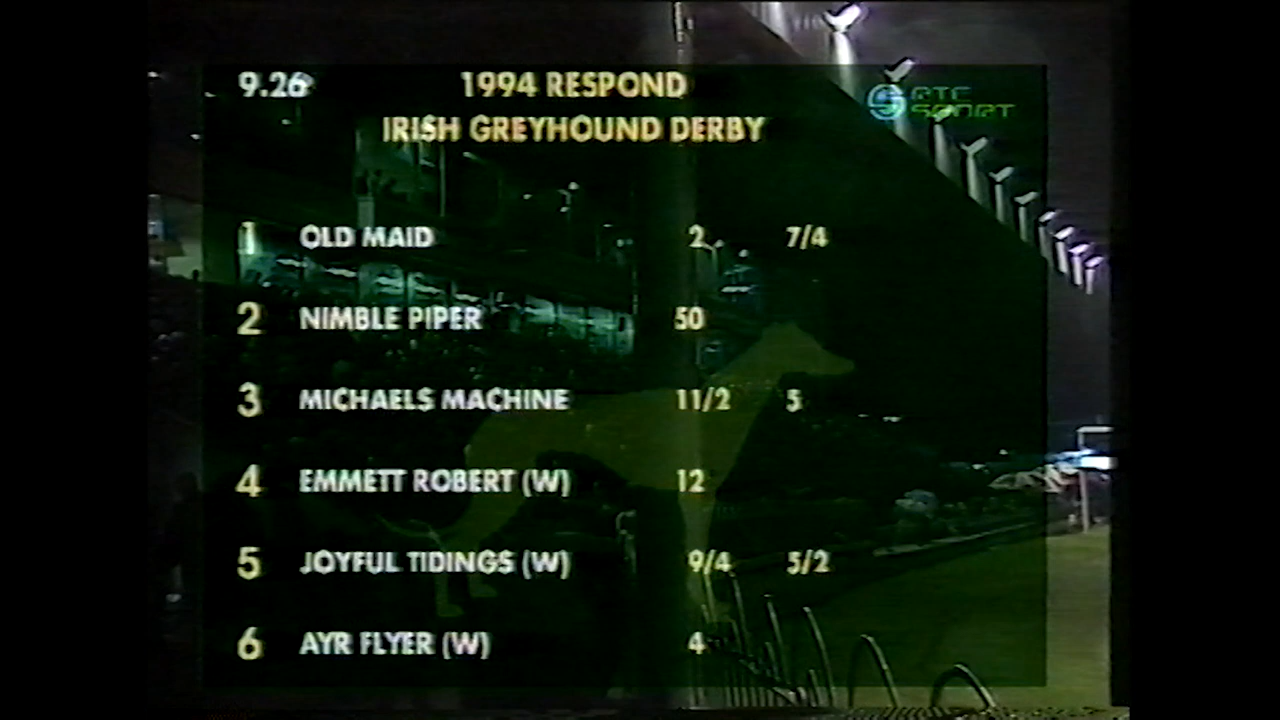 9.26 1994 RESPOND
IRISH GREYHOUND DERBY
RTE
SPORT
1 OLD MAID 2 7/4
2 NIMBLE PIPER 50
3 MICHAELS MACHINE 11/2 5
4 EMMETT ROBERT (W) 12
5 JOYFUL TIDINGS (W) 9/4 5/2
6 AYR FLYER (W) 4